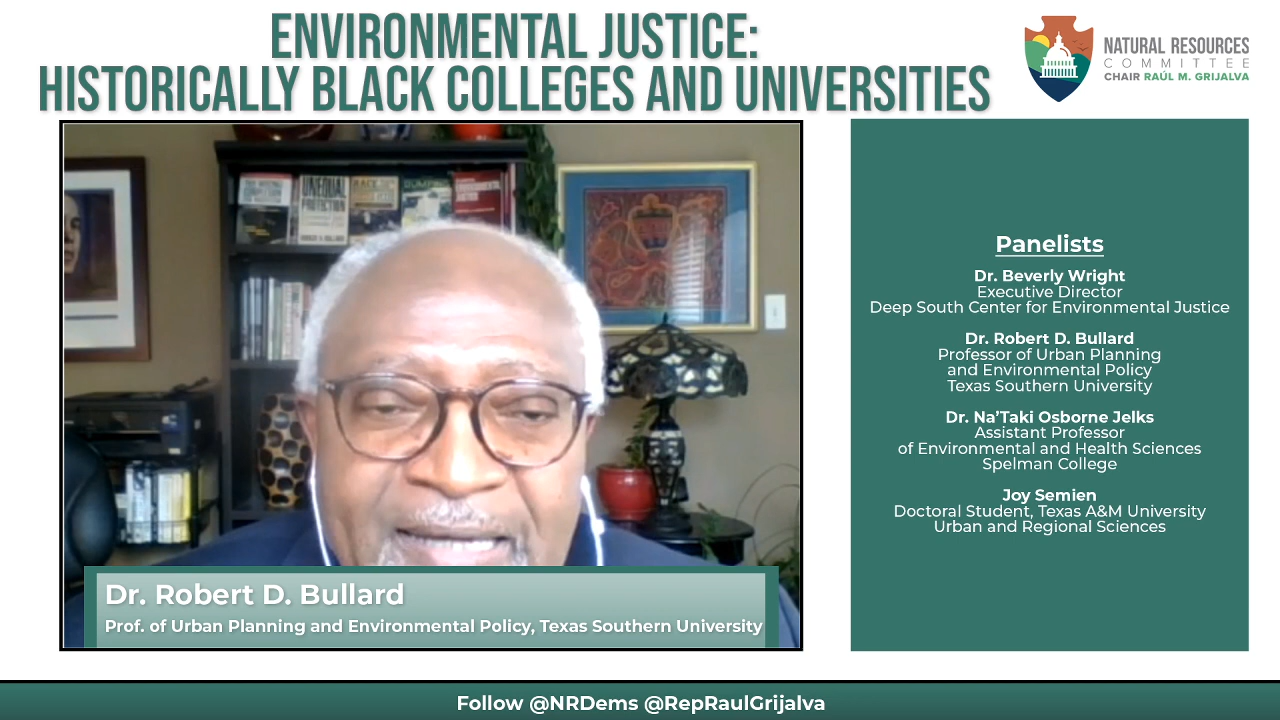 ENVIRONMENTAL JUSTICE:
HISTORICALLY BLACK COLLEGES AND UNIVERSITIES
NATURAL RESOURCES
COMMITTEE
CHAIR RAÚL M. GRIJALVA
UNEQUAL
PROTECTION
Panelists
Dr. Beverly Wright
Executive Director
Deep South Center for Environmental Justice
Dr. Robert D. Bullard
Professor of Urban Planning
and Environmental Policy
Texas Southern University
Dr. Na'Taki Osborne Jelks
Assistant Professor
of Environmental and Health Sciences
Spelman College
Joy Semien
Doctoral Student, Texas A&M University
Urban and Regional Sciences
Dr. Robert D. Bullard
Prof. of Urban Planning and Environmental Policy, Texas Southern University
Follow @NRDems @RepRaulGrijalva